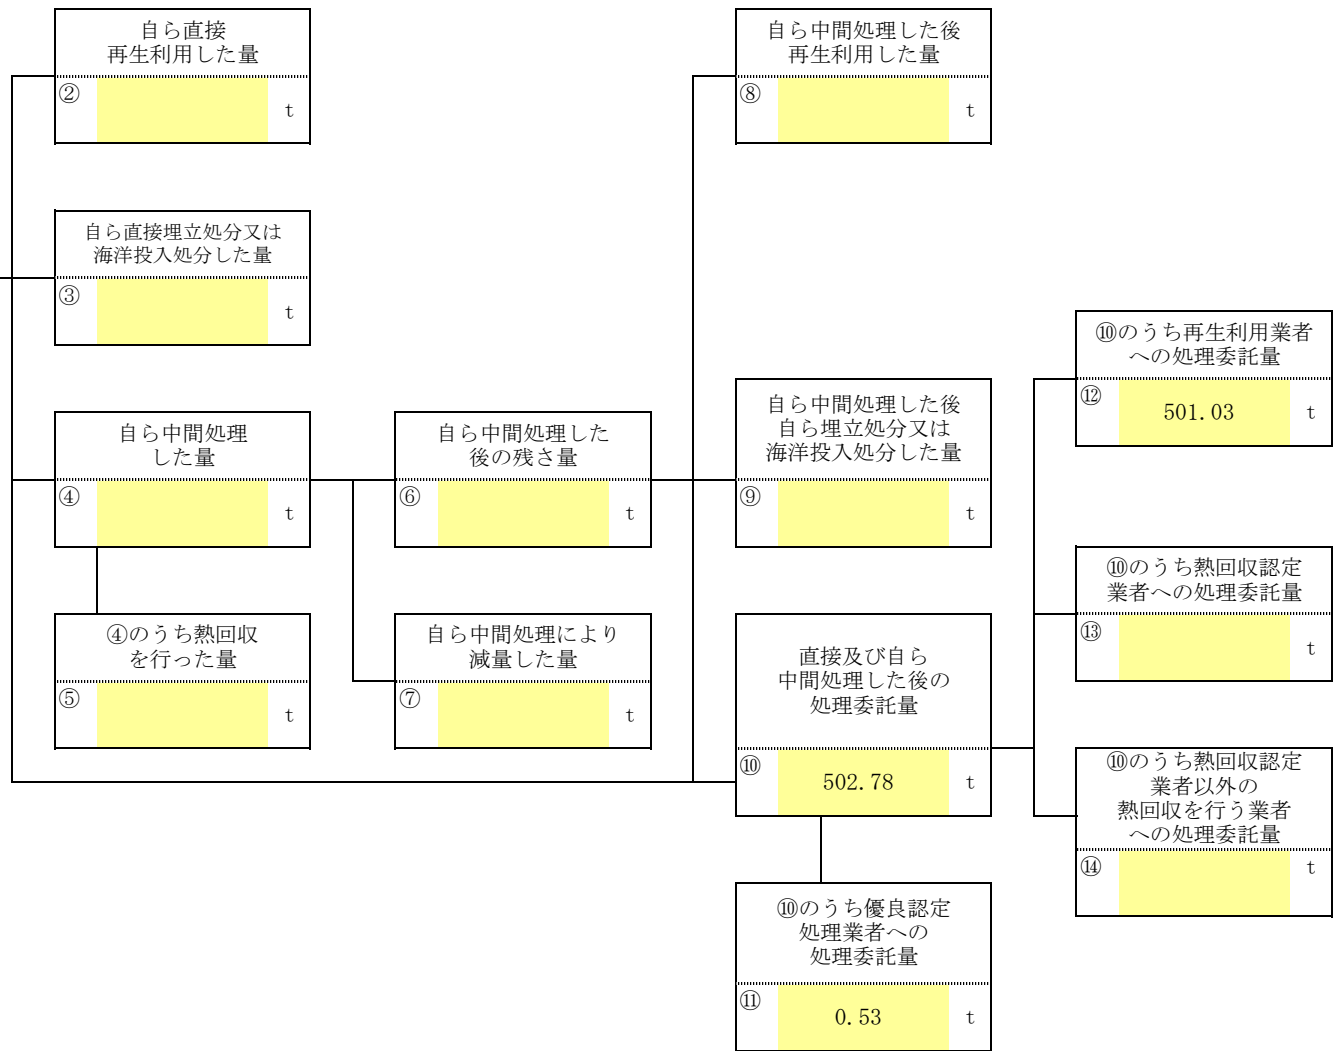 自ら直接
再生利用した量
②
t
自ら中間処理した後
再生利用した量
⑧
t
自ら直接埋立処分又は
海洋投入処分した量
③
t
⑩のうち再生利用業者
への処理委託量
⑫
501.03
t
自ら中間処理
した量
④
t
自ら中間処理した
後の残さ量
⑥
t
自ら中間処理した後
自ら埋立処分又は
海洋投入処分した量
⑨
t
⑩のうち熱回収認定
業者への処理委託量
⑬
t
④のうち熱回収
を行った量
⑤
t
自ら中間処理により
減量した量
⑦
t
直接及び自ら
中間処理した後の
処理委託量
⑩
502.78
t
⑩のうち熱回収認定
業者以外の
熱回収を行う業者
への処理委託量
⑭
t
⑩のうち優良認定
処理業者への
処理委託量
⑪
0.53
t